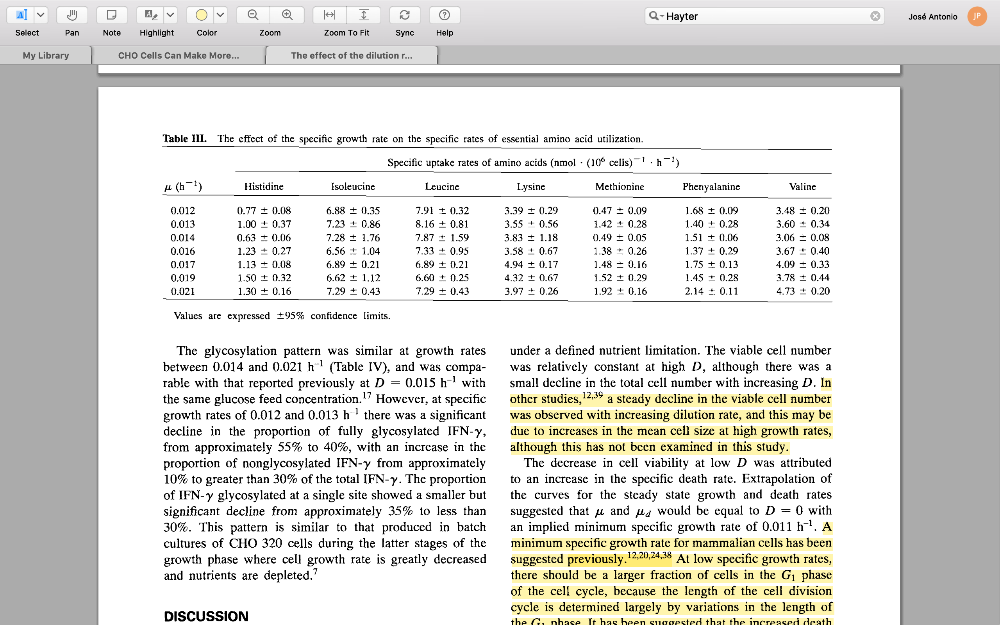 Hayter
José Antonio
JP
Select
Pan
Note
Highlight
Color
Zoom
Zoom To Fit
Sync
Help
My Library
CHO Cells Can Make More...
The effect of the dilution r...
Table III. The effect of the specific growth rate on the specific rates of essential amino acid utilization.
Specific uptake rates of amino acids (nmol · (10⁶ cells)⁻¹ · h⁻¹)
μ (h⁻¹) Histidine Isoleucine Leucine Lysine Methionine Phenyalanine Valine
0.012 0.77 ± 0.08 6.88 ± 0.35 7.91 ± 0.32 3.39 ± 0.29 0.47 ± 0.09 1.68 ± 0.09 3.48 ± 0.20
0.013 1.00 ± 0.37 7.23 ± 0.86 8.16 ± 0.81 3.55 ± 0.56 1.42 ± 0.28 1.40 ± 0.28 3.60 ± 0.34
0.014 0.63 ± 0.06 7.28 ± 1.76 7.87 ± 1.59 3.83 ± 1.18 0.49 ± 0.05 1.51 ± 0.06 3.06 ± 0.08
0.016 1.23 ± 0.27 6.56 ± 1.04 7.33 ± 0.95 3.58 ± 0.67 1.38 ± 0.26 1.37 ± 0.29 3.67 ± 0.40
0.017 1.13 ± 0.08 6.89 ± 0.21 6.89 ± 0.21 4.94 ± 0.17 1.48 ± 0.16 1.75 ± 0.13 4.09 ± 0.33
0.019 1.50 ± 0.32 6.62 ± 1.12 6.60 ± 0.25 4.32 ± 0.67 1.52 ± 0.29 1.45 ± 0.28 3.78 ± 0.44
0.021 1.30 ± 0.16 7.29 ± 0.43 7.29 ± 0.43 3.97 ± 0.26 1.92 ± 0.16 2.14 ± 0.11 4.73 ± 0.20
Values are expressed ±95% confidence limits.
The glycosylation pattern was similar at growth rates
between 0.014 and 0.021 h⁻¹ (Table IV), and was compa-
rable with that reported previously at D = 0.015 h⁻¹ with
the same glucose feed concentration.¹⁷ However, at specific
growth rates of 0.012 and 0.013 h⁻¹ there was a significant
decline in the proportion of fully glycosylated IFN-γ,
from approximately 55% to 40%, with an increase in the
proportion of nonglycosylated IFN-γ from approximately
10% to greater than 30% of the total IFN-γ. The proportion
of IFN-γ glycosylated at a single site showed a smaller but
significant decline from approximately 35% to less than
30%. This pattern is similar to that produced in batch
cultures of CHO 320 cells during the latter stages of the
growth phase where cell growth rate is greatly decreased
and nutrients are depleted.⁷
DISCUSSION
under a defined nutrient limitation. The viable cell number
was relatively constant at high D, although there was a
small decline in the total cell number with increasing D. In
other studies,¹²,³⁹ a steady decline in the viable cell number
was observed with increasing dilution rate, and this may be
due to increases in the mean cell size at high growth rates,
although this has not been examined in this study.
The decrease in cell viability at low D was attributed
to an increase in the specific death rate. Extrapolation of
the curves for the steady state growth and death rates
suggested that μ and μd would be equal to D = 0 with
an implied minimum specific growth rate of 0.011 h⁻¹. A
minimum specific growth rate for mammalian cells has been
suggested previously.¹²,²⁰,²⁴,³⁸ At low specific growth rates,
there should be a larger fraction of cells in the G₁ phase
of the cell cycle, because the length of the cell division
cycle is determined largely by variations in the length of
the G₁ phase. It has been suggested that the increased death